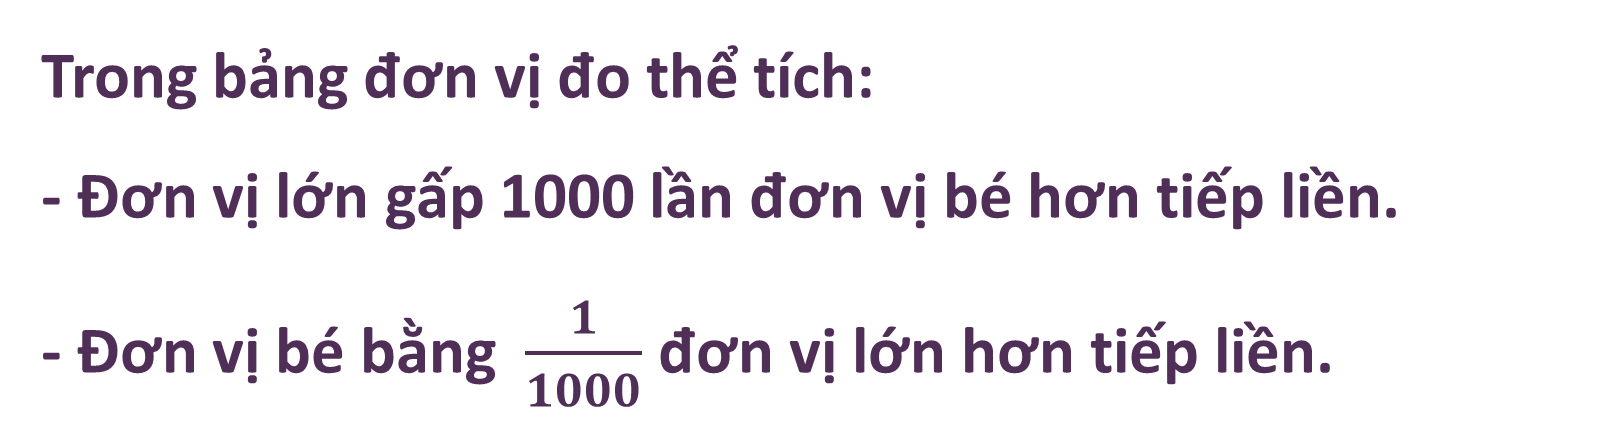 Trong bảng đơn vị đo thể tích:
- Đơn vị lớn gấp 1000 lần đơn vị bé hơn tiếp liền.
- Đơn vị bé bằng 1/1000 đơn vị lớn hơn tiếp liền.